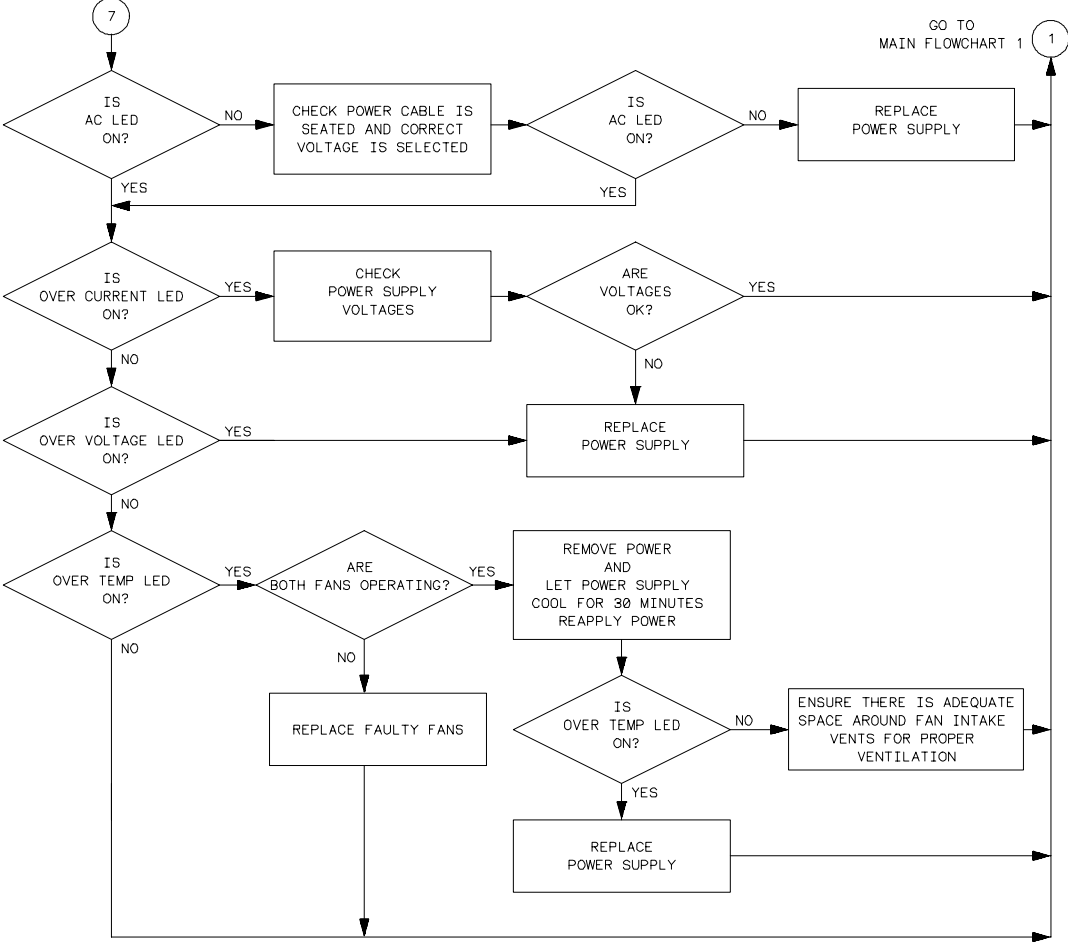 7
GO TO
MAIN FLOWCHART 1
1
IS
AC LED
ON?
NO
CHECK POWER CABLE IS
SEATED AND CORRECT
VOLTAGE IS SELECTED
IS
AC LED
ON?
NO
REPLACE
POWER SUPPLY
YES
YES
IS
OVER CURRENT LED
ON?
YES
CHECK
POWER SUPPLY
VOLTAGES
ARE
VOLTAGES
OK?
YES
NO
NO
IS
OVER VOLTAGE LED
ON?
YES
REPLACE
POWER SUPPLY
NO
IS
OVER TEMP LED
ON?
YES
ARE
BOTH FANS OPERATING?
YES
REMOVE POWER
AND
LET POWER SUPPLY
COOL FOR 30 MINUTES
REAPPLY POWER
NO
NO
REPLACE FAULTY FANS
IS
OVER TEMP LED
ON?
NO
ENSURE THERE IS ADEQUATE
SPACE AROUND FAN INTAKE
VENTS FOR PROPER
VENTILATION
YES
REPLACE
POWER SUPPLY